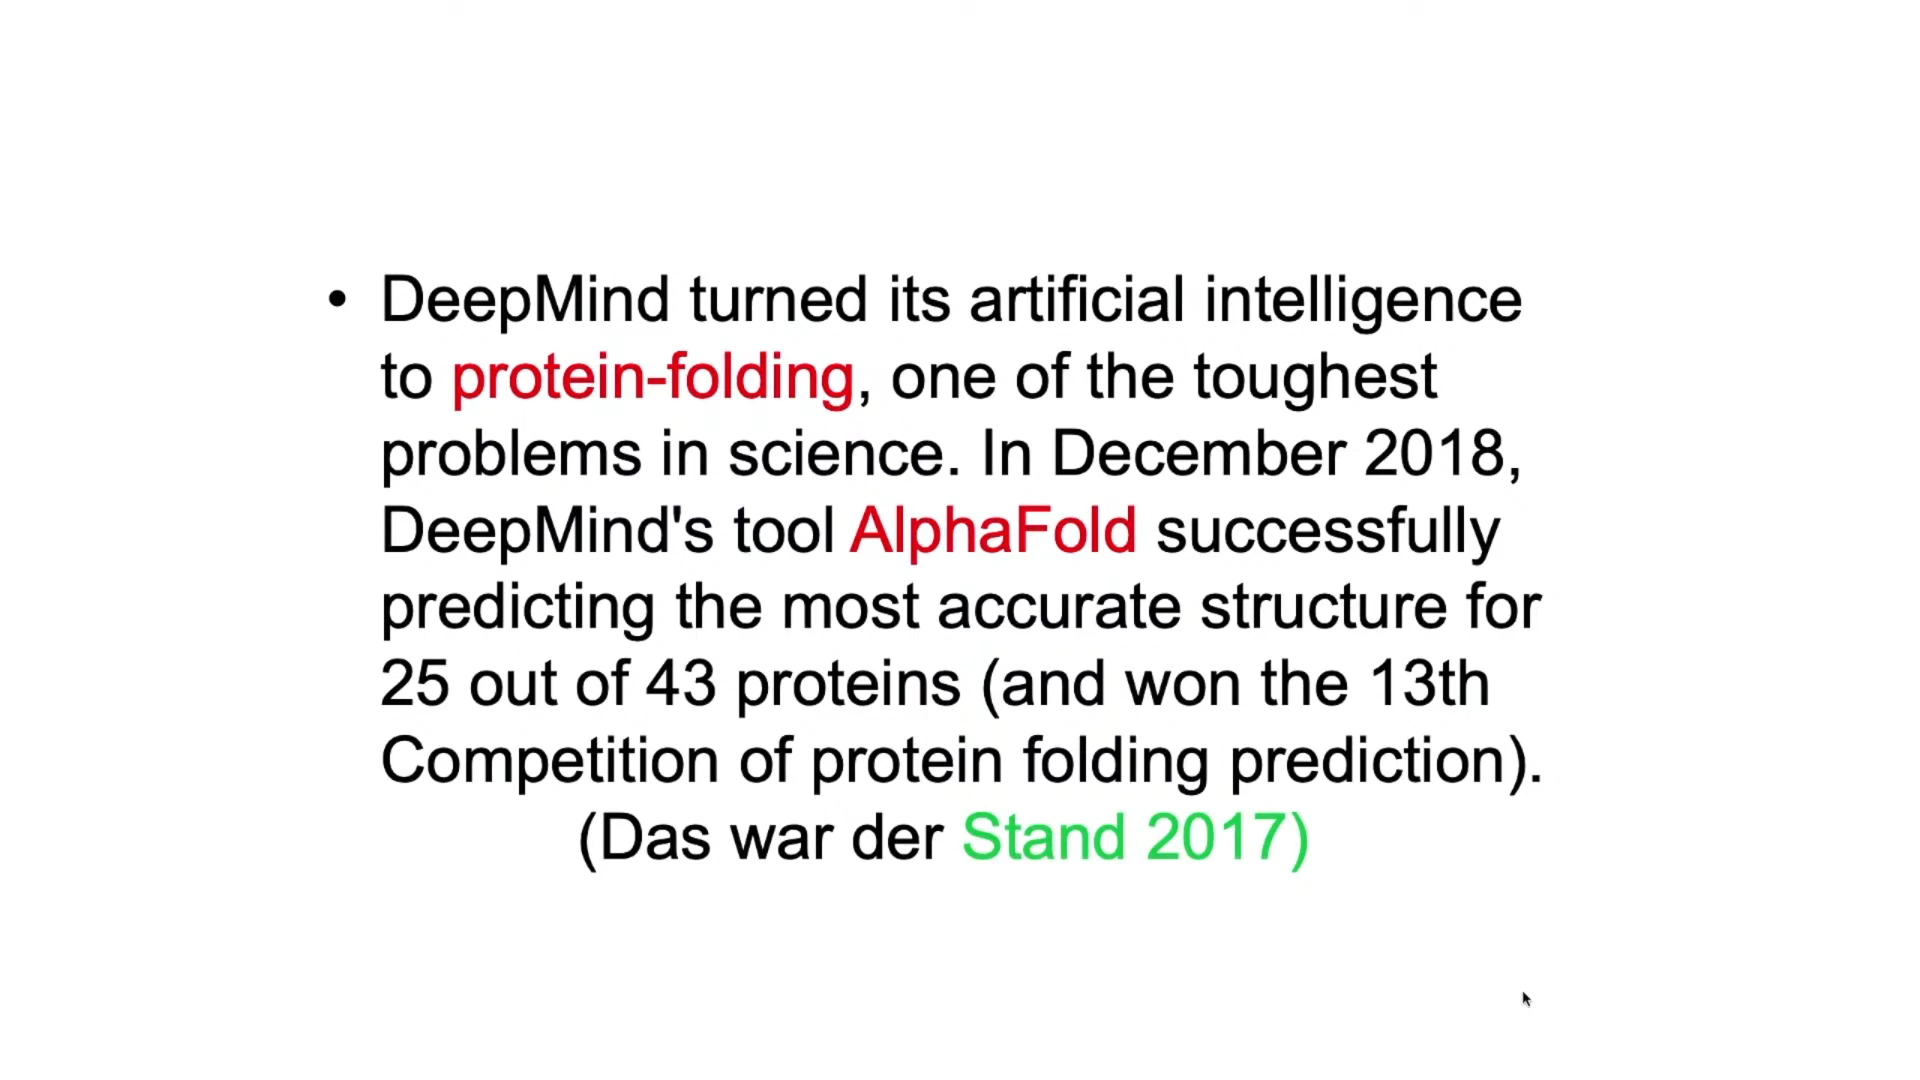 • DeepMind turned its artificial intelligence
to protein-folding, one of the toughest
problems in science. In December 2018,
DeepMind's tool AlphaFold successfully
predicting the most accurate structure for
25 out of 43 proteins (and won the 13th
Competition of protein folding prediction).
(Das war der Stand 2017)